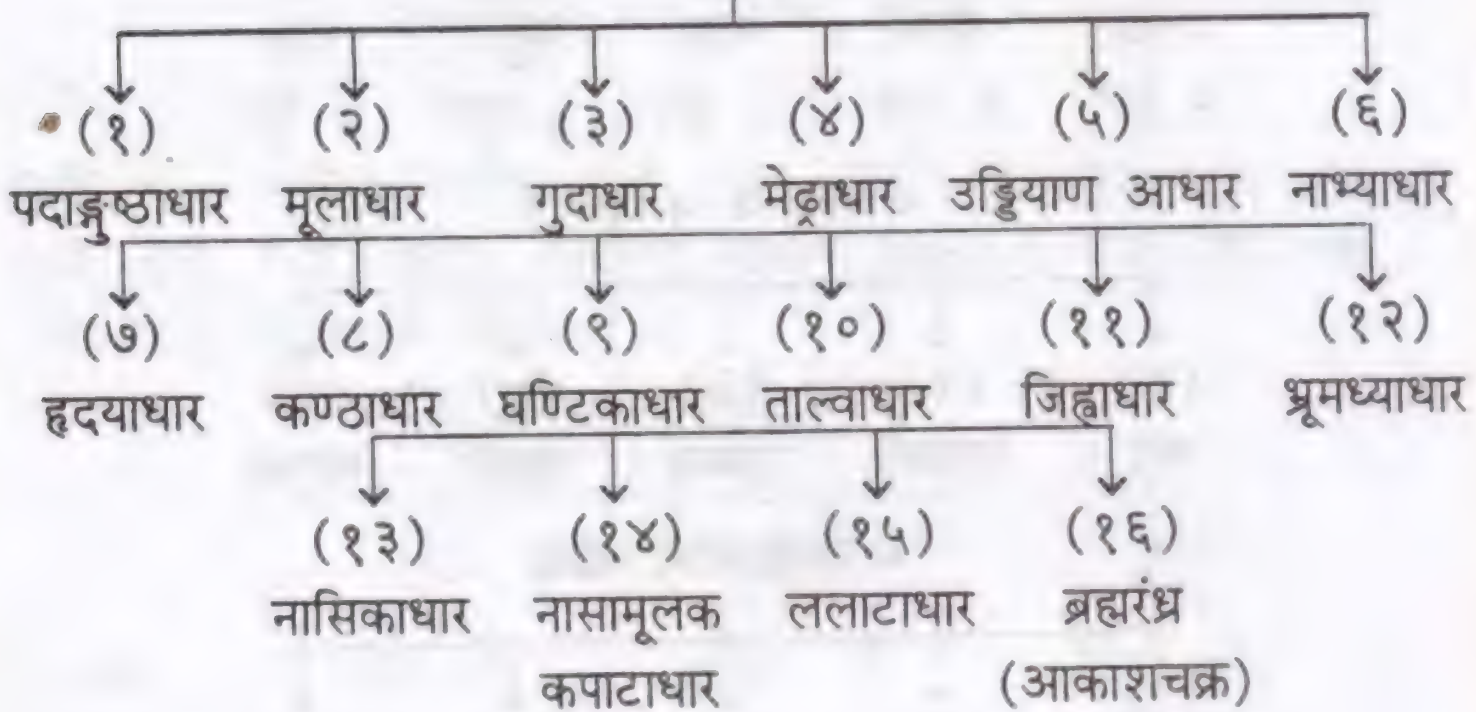 (१) (२) (३) (४) (५) (६)
पदाङ्गुष्ठाधार मूलाधार गुदाधार मेढ्राधार उड्डियाण आधार नाभ्याधार
(७) (८) (९) (१०) (११) (१२)
हृदयाधार कण्ठाधार घण्टिकाधार ताल्वाधार जिह्वाधार भ्रूमध्याधार
(१३) (१४) (१५) (१६)
नासिकाधार नासामूलक ललाटाधार ब्रह्मरंध्र
कपाटाधार (आकाशचक्र)